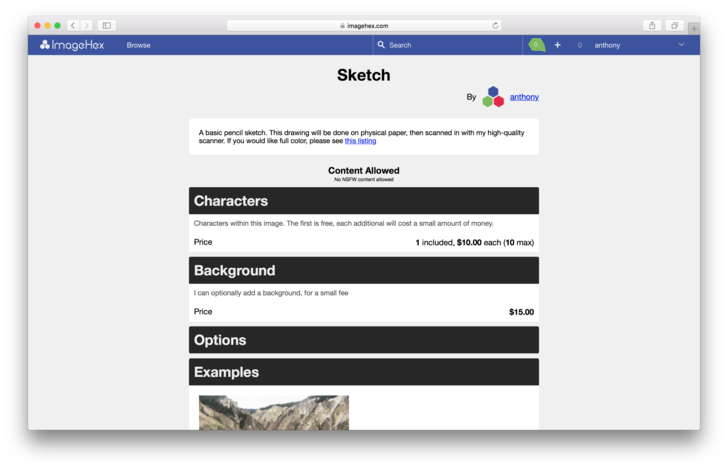 imagehex.com
ImageHex Browse Search 0 + 0 anthony
Sketch
By anthony
A basic pencil sketch. This drawing will be done on physical paper, then scanned in with my high-quality
scanner. If you would like full color, please see this listing
Content Allowed
No NSFW content allowed
Characters
Characters within this image. The first is free, each additional will cost a small amount of money.
Price 1 included, $10.00 each (10 max)
Background
I can optionally add a background, for a small fee
Price $15.00
Options
Examples